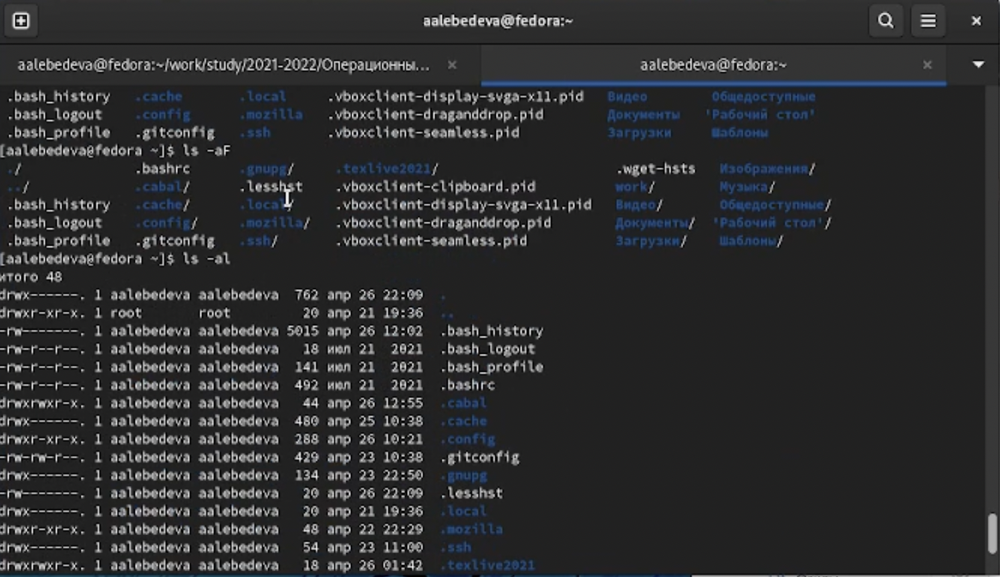 aalebedeva@fedora:~
aalebedeva@fedora:~/work/study/2021-2022/Операционны... aalebedeva@fedora:~
.bash_history .cache .local .vboxclient-display-svga-x11.pid Видео Общедоступные
.bash_logout .config .mozilla .vboxclient-draganddrop.pid Документы 'Рабочий стол'
.bash_profile .gitconfig .ssh .vboxclient-seamless.pid Загрузки Шаблоны
[aalebedeva@fedora ~]$ ls -aF
./ .bashrc .gnupg/ .texlive2021/ .wget-hsts Изображения/
../ .cabal/ .lesshst .vboxclient-clipboard.pid work/ Музыка/
.bash_history .cache/ .local/ .vboxclient-display-svga-x11.pid Видео/ Общедоступные/
.bash_logout .config/ .mozilla/ .vboxclient-draganddrop.pid Документы/ 'Рабочий стол'/
.bash_profile .gitconfig .ssh/ .vboxclient-seamless.pid Загрузки/ Шаблоны/
[aalebedeva@fedora ~]$ ls -al
итого 48
drwx------. 1 aalebedeva aalebedeva 762 апр 26 22:09 .
drwxr-xr-x. 1 root root 20 апр 21 19:36 ..
-rw-------. 1 aalebedeva aalebedeva 5015 апр 26 12:02 .bash_history
-rw-r--r--. 1 aalebedeva aalebedeva 18 июл 21 2021 .bash_logout
-rw-r--r--. 1 aalebedeva aalebedeva 141 июл 21 2021 .bash_profile
-rw-r--r--. 1 aalebedeva aalebedeva 492 июл 21 2021 .bashrc
drwxrwxr-x. 1 aalebedeva aalebedeva 44 апр 26 12:55 .cabal
drwx------. 1 aalebedeva aalebedeva 480 апр 25 10:38 .cache
drwxr-xr-x. 1 aalebedeva aalebedeva 288 апр 26 10:21 .config
-rw-rw-r--. 1 aalebedeva aalebedeva 429 апр 23 10:38 .gitconfig
drwx------. 1 aalebedeva aalebedeva 134 апр 23 22:50 .gnupg
-rw-------. 1 aalebedeva aalebedeva 20 апр 26 22:09 .lesshst
drwx------. 1 aalebedeva aalebedeva 20 апр 21 19:36 .local
drwxr-xr-x. 1 aalebedeva aalebedeva 48 апр 22 22:29 .mozilla
drwx------. 1 aalebedeva aalebedeva 54 апр 23 11:00 .ssh
drwxrwxr-x. 1 aalebedeva aalebedeva 18 апр 26 01:42 .texlive2021